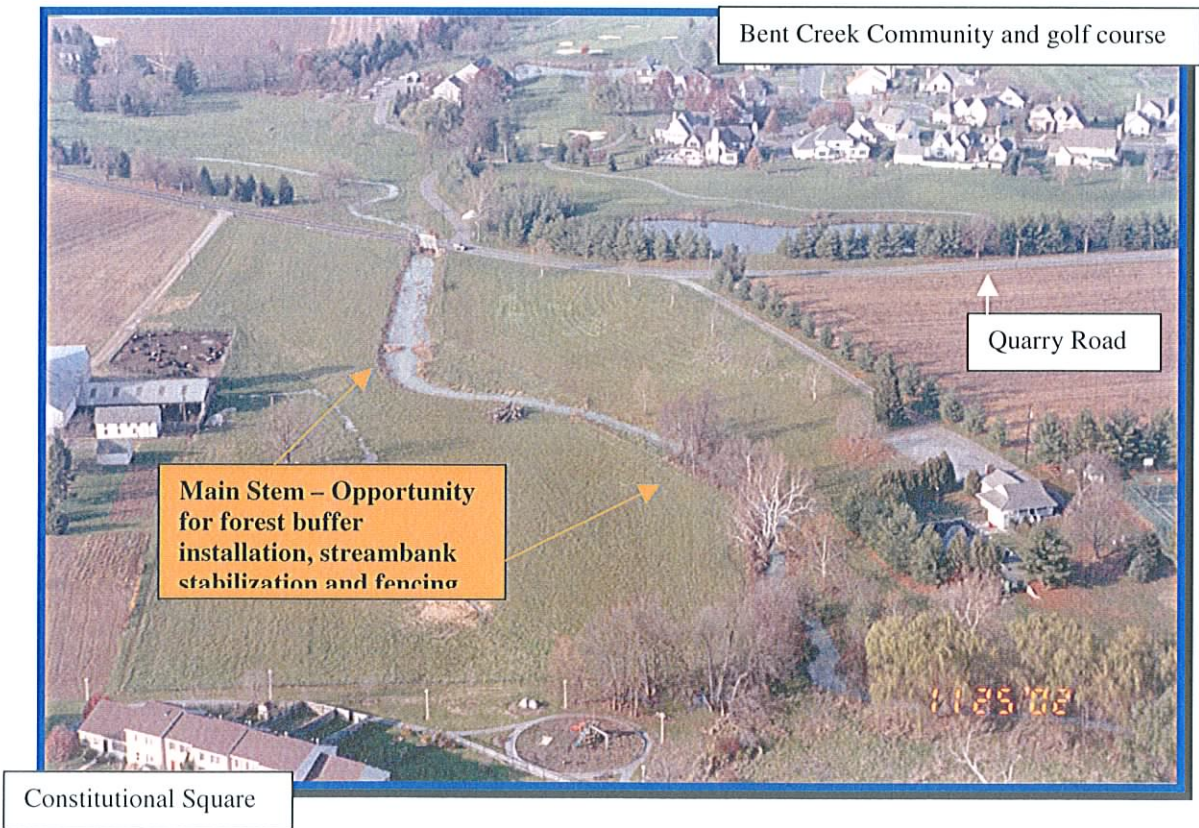 Bent Creek Community and golf course
Quarry Road
Main Stem – Opportunity
for forest buffer
installation, streambank
stabilization and fencing
11 25 '02
Constitutional Square